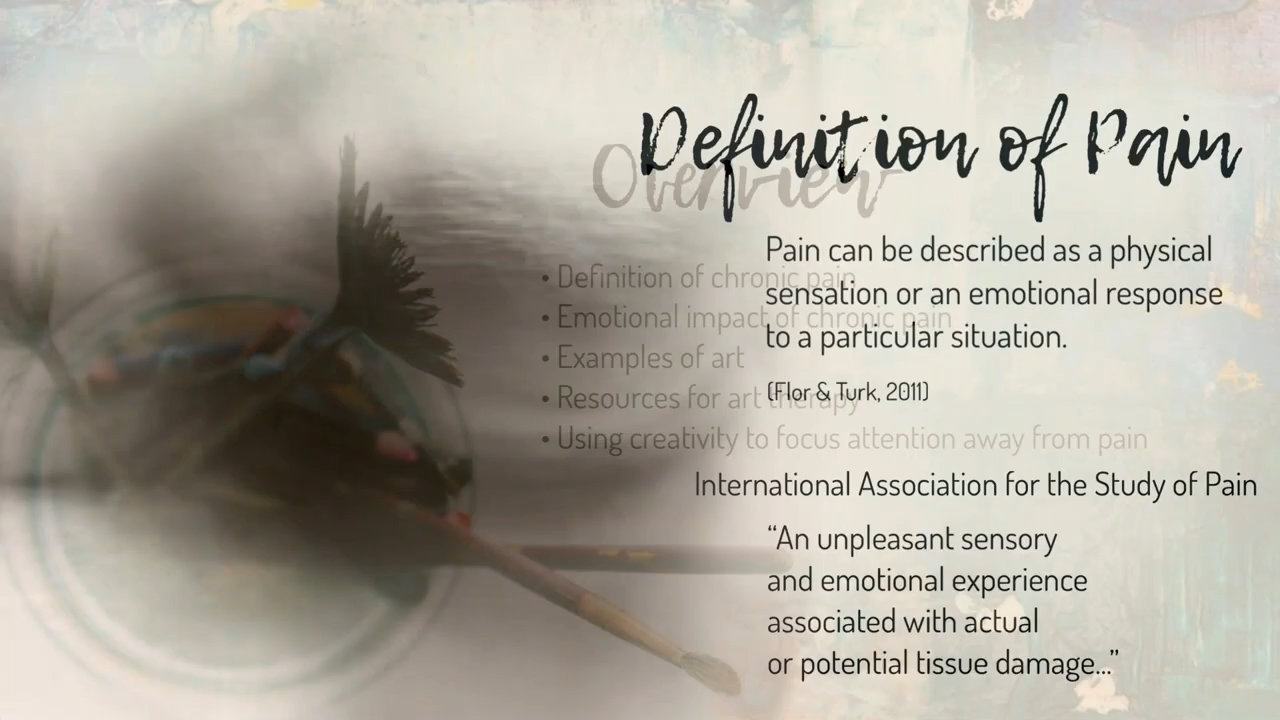 Definition of Pain
Overview
Pain can be described as a physical
sensation or an emotional response
to a particular situation.
(Flor & Turk, 2011)
• Definition of chronic pain
• Emotional impact of chronic pain
• Examples of art
• Resources for art therapy
• Using creativity to focus attention away from pain
International Association for the Study of Pain
“An unpleasant sensory
and emotional experience
associated with actual
or potential tissue damage...”